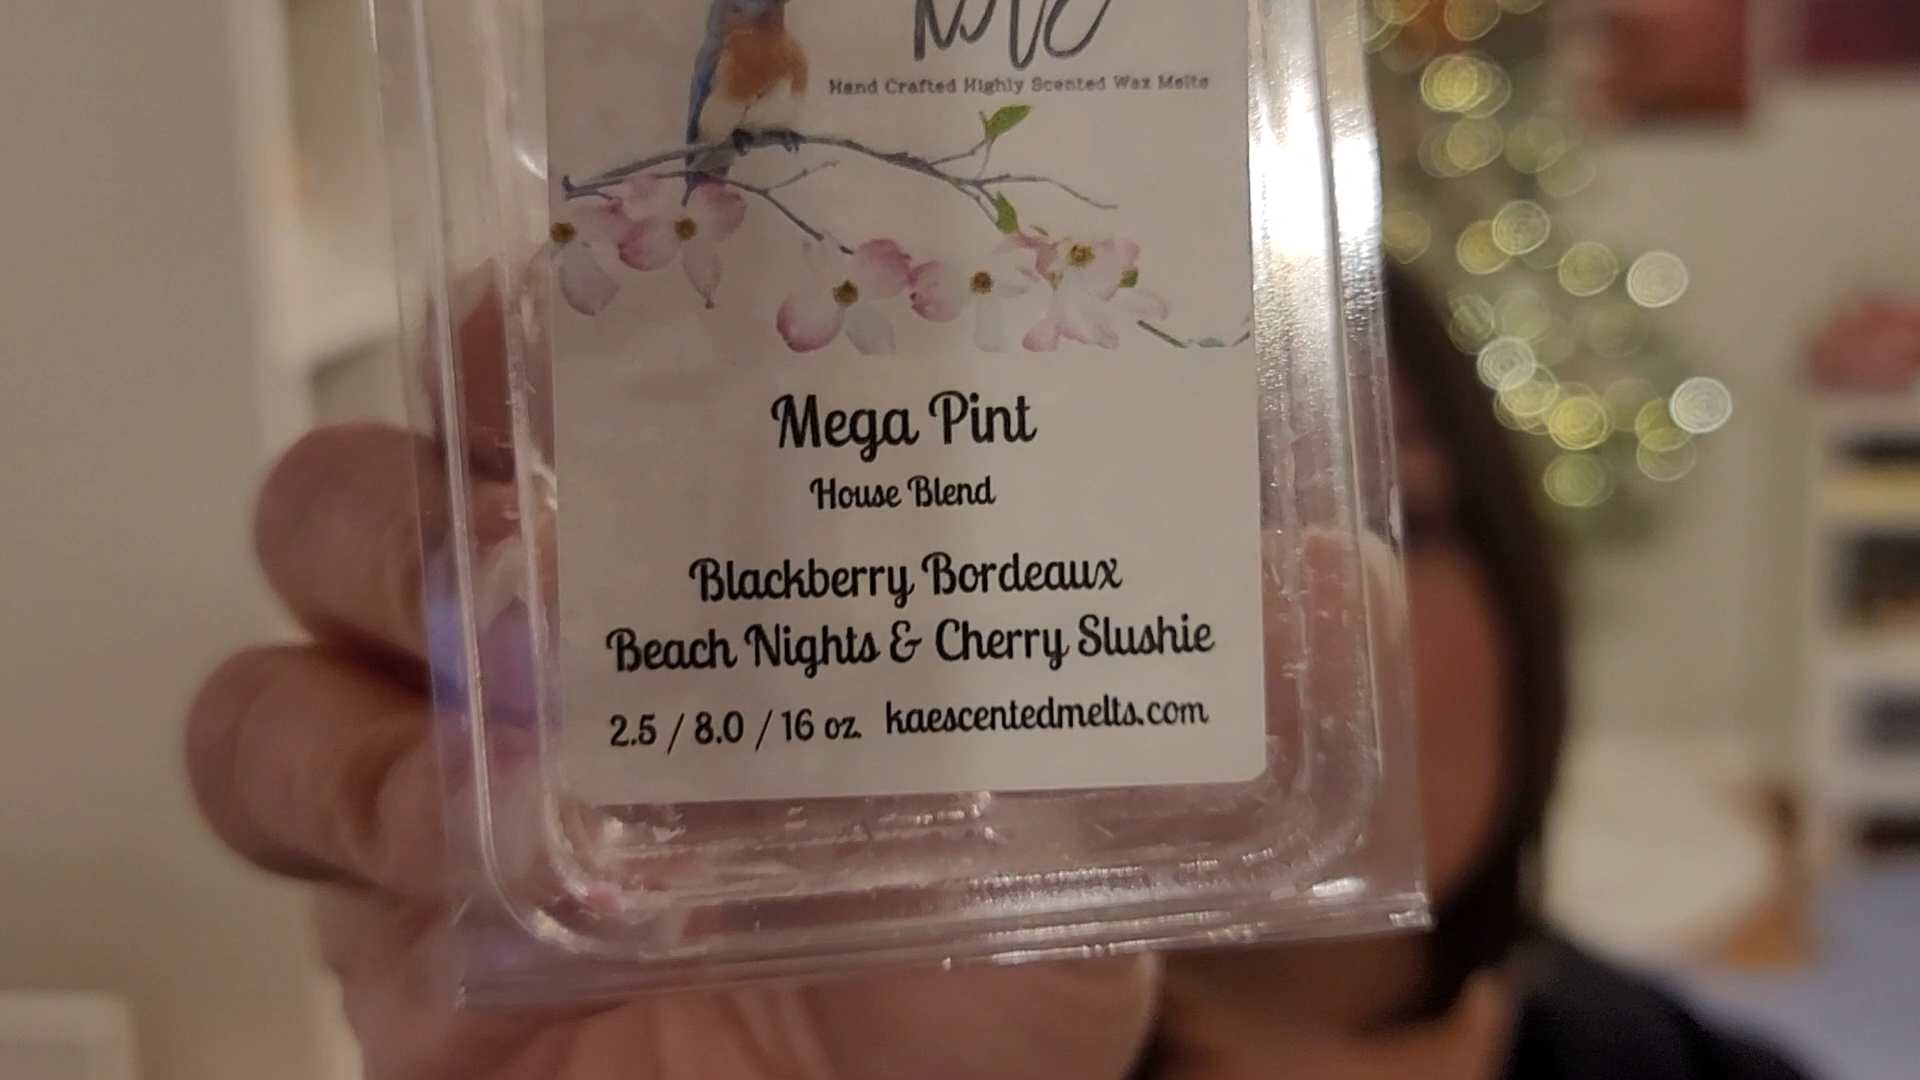 Hand Crafted Highly Scented Wax Melts
Mega Pint
House Blend
Blackberry Bordeaux
Beach Nights & Cherry Slushie
2.5 / 8.0 / 16 oz kaescentedmelts.com